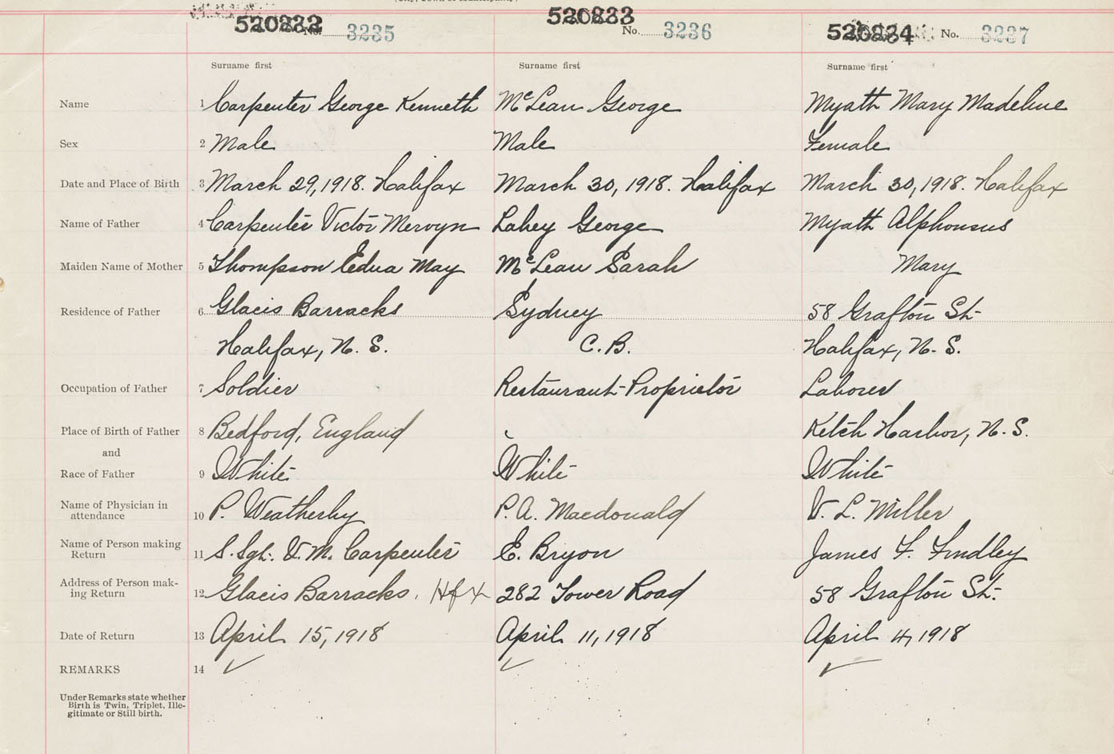 520832 520833 520834
No. 3235 No. 3236 No. 3237
Surname first Surname first Surname first
Name 1 Carpenter George Kenneth McLean George Myatt Mary Madeline
Sex 2 Male Male Female
Date and Place of Birth 3 March 29, 1918. Halifax March 30, 1918. Halifax March 30, 1918. Halifax
Name of Father 4 Carpenter Victor Mervyn Lahey George Myatt Alphonsus
Maiden Name of Mother 5 Thompson Edna May McLean Sarah Mary
Residence of Father 6 Glacis Barracks Sydney 58 Grafton St.
Halifax, N. S. C. B. Halifax, N. S.
Occupation of Father 7 Soldier Restaurant-Proprietor Laborer
Place of Birth of Father 8 Bedford, England Ketch Harbor, N. S.
and
Race of Father 9 White White White
Name of Physician in
attendance 10 P. Weatherby P. A. Macdonald V. L. Miller
Name of Person making
Return 11 S. Sgt. V. M. Carpenter E. Bryon James F. Findley
Address of Person mak-
ing Return 12 Glacis Barracks. Hfx 282 Tower Road 58 Grafton St.
Date of Return 13 April 15, 1918 April 11, 1918 April 4, 1918
REMARKS 14
Under Remarks state whether
Birth is Twin, Triplet, Ille-
gitimate or Still birth.